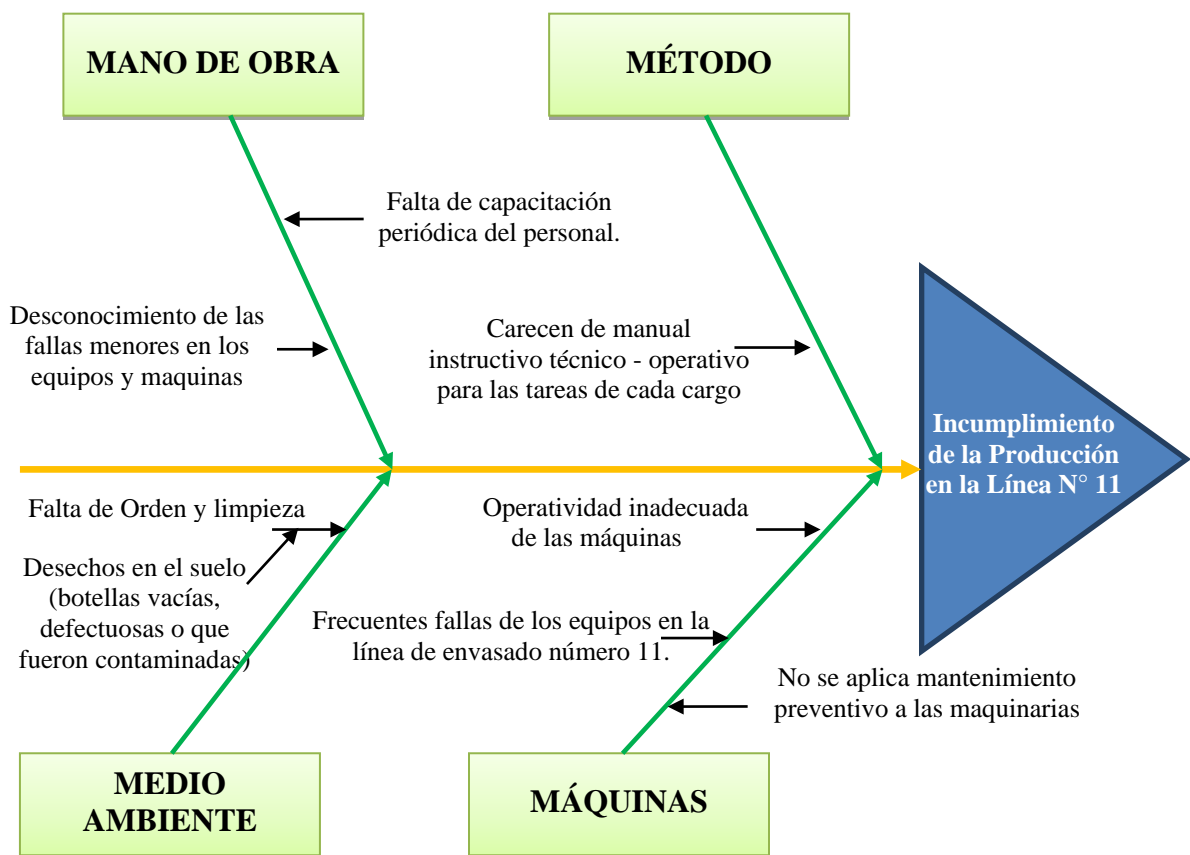 MANO DE OBRA
MÉTODO
Falta de capacitación
periódica del personal.
Desconocimiento de las
fallas menores en los
equipos y maquinas
Carecen de manual
instructivo técnico - operativo
para las tareas de cada cargo
Incumplimiento
de la Producción
en la Línea N° 11
Falta de Orden y limpieza
Desechos en el suelo
(botellas vacías,
defectuosas o que
fueron contaminadas)
Operatividad inadecuada
de las máquinas
Frecuentes fallas de los equipos en la
línea de envasado número 11.
No se aplica mantenimiento
preventivo a las maquinarias
MEDIO
AMBIENTE
MÁQUINAS